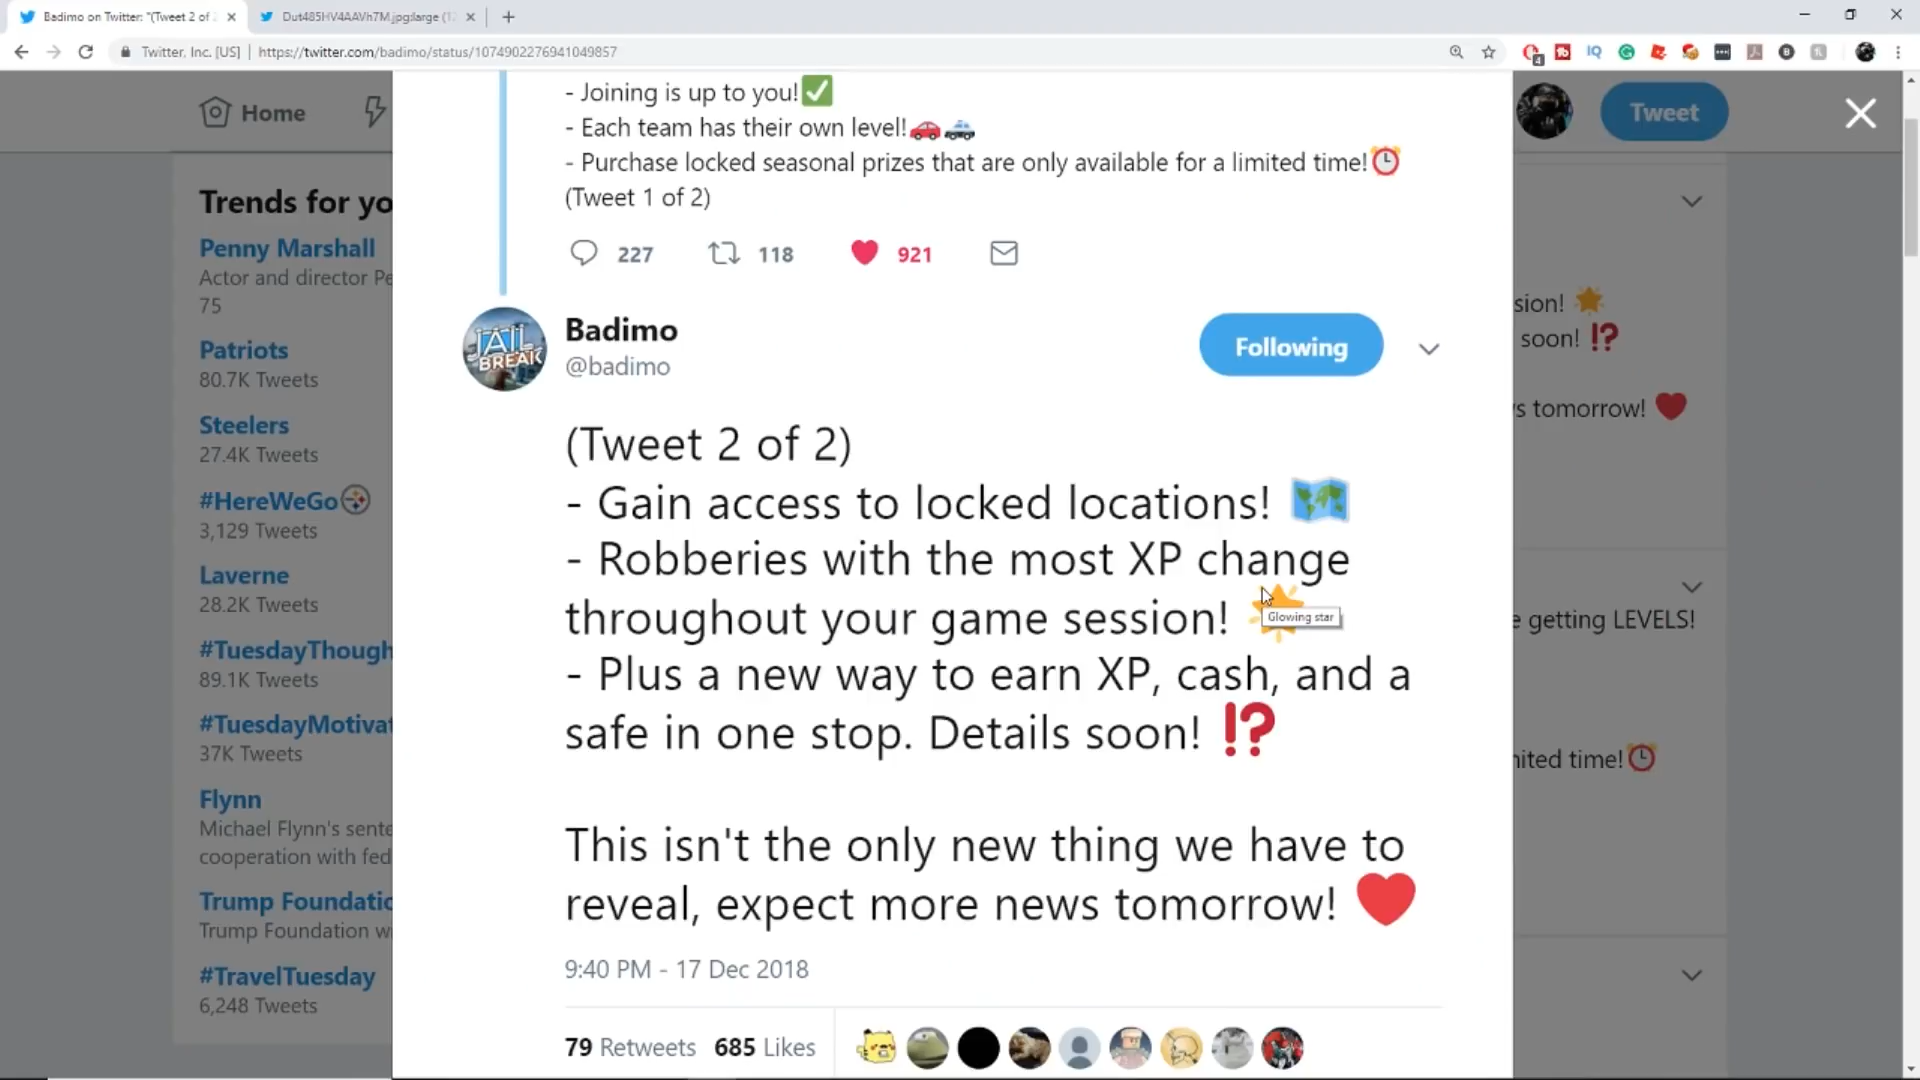 Badimo on Twitter: "(Tweet 2 of
Dut485HV4AAVh7M.jpg:large (12
Twitter, Inc. [US]
https://twitter.com/badimo/status/1074902276941049857
4
Home
Tweet
- Joining is up to you!✅
- Each team has their own level!🚗🚓
- Purchase locked seasonal prizes that are only available for a limited time!⏰
(Tweet 1 of 2)
227
118
921
JAIL
BREAK
Badimo
@badimo
Following
(Tweet 2 of 2)
- Gain access to locked locations! 🗺️
- Robberies with the most XP change
throughout your game session! 🌟
Glowing star
- Plus a new way to earn XP, cash, and a
safe in one stop. Details soon! ⁉️
This isn't the only new thing we have to
reveal, expect more news tomorrow! ❤️
9:40 PM - 17 Dec 2018
79 Retweets 685 Likes
Trends for yo
Penny Marshall
Actor and director Pe
75
Patriots
80.7K Tweets
Steelers
27.4K Tweets
#HereWeGo
3,129 Tweets
Laverne
28.2K Tweets
#TuesdayThough
89.1K Tweets
#TuesdayMotivat
37K Tweets
Flynn
Michael Flynn's sente
cooperation with fed
Trump Foundatio
Trump Foundation w
#TravelTuesday
6,248 Tweets
sion! 🌟
soon! ⁉️
s tomorrow! ❤️
e getting LEVELS!
nited time!⏰